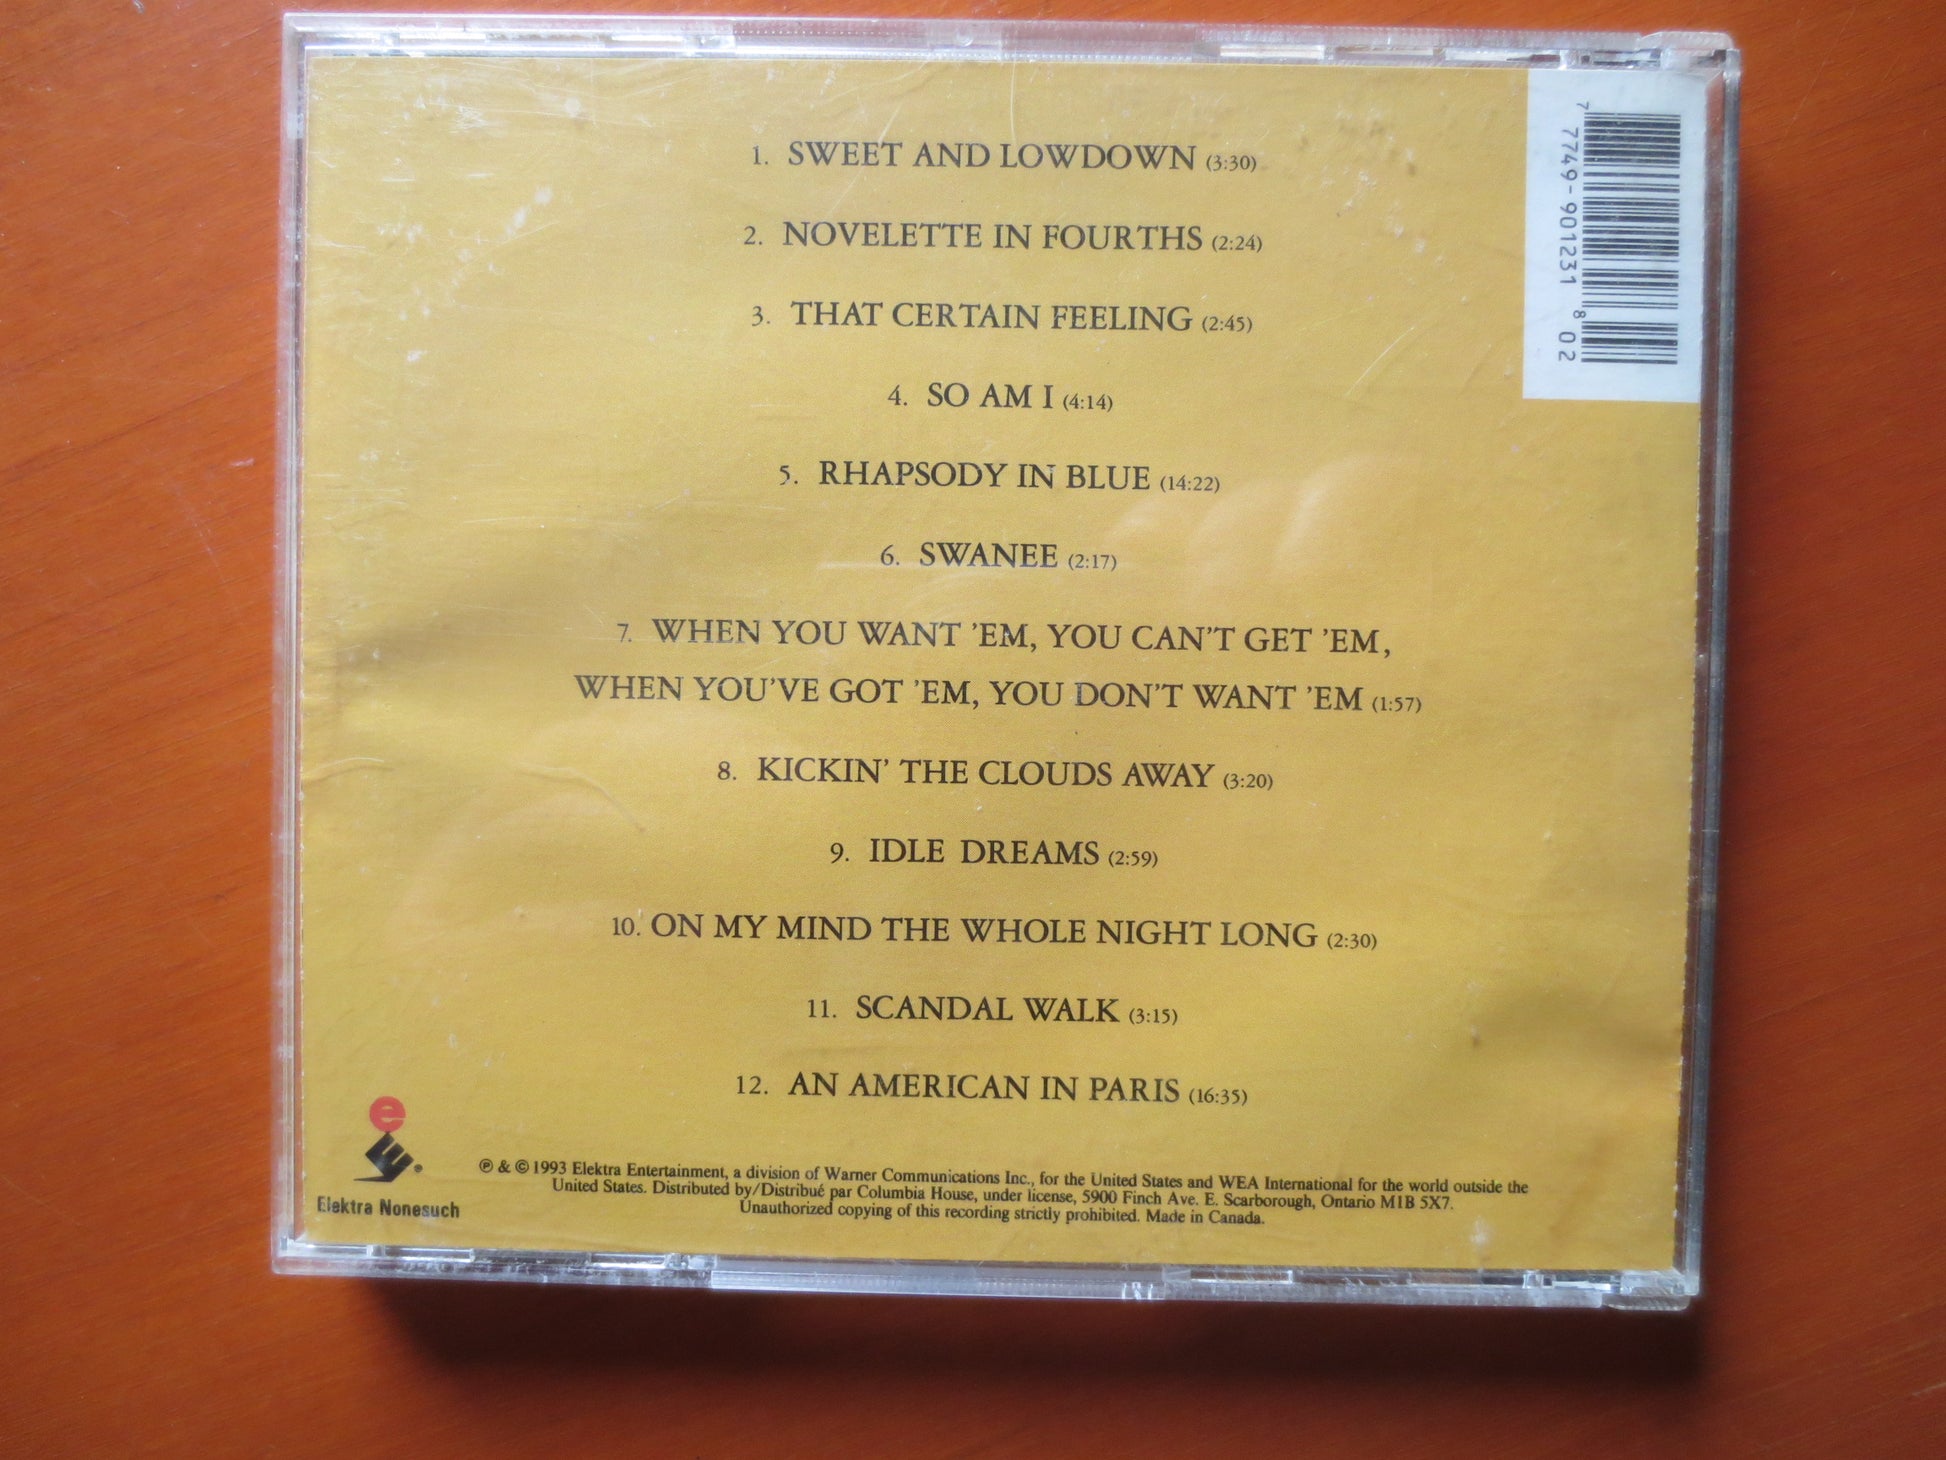 1. SWEET AND LOWDOWN (3:30)
2. NOVELETTE IN FOURTHS (2:24)
3. THAT CERTAIN FEELING (2:45)
4. SO AM I (4:14)
5. RHAPSODY IN BLUE (14:22)
6. SWANEE (2:17)
7. WHEN YOU WANT 'EM, YOU CAN'T GET 'EM,
WHEN YOU'VE GOT 'EM, YOU DON'T WANT 'EM (1:57)
8. KICKIN' THE CLOUDS AWAY (3:20)
9. IDLE DREAMS (2:59)
10. ON MY MIND THE WHOLE NIGHT LONG (2:30)
11. SCANDAL WALK (3:15)
12. AN AMERICAN IN PARIS (16:35)
7 7749-901231 8 02
e
Elektra Nonesuch
℗ & © 1993 Elektra Entertainment, a division of Warner Communications Inc., for the United States and WEA International for the world outside the
United States. Distributed by/Distribué par Columbia House, under license, 5900 Finch Ave. E. Scarborough, Ontario M1B 5X7.
Unauthorized copying of this recording strictly prohibited. Made in Canada.